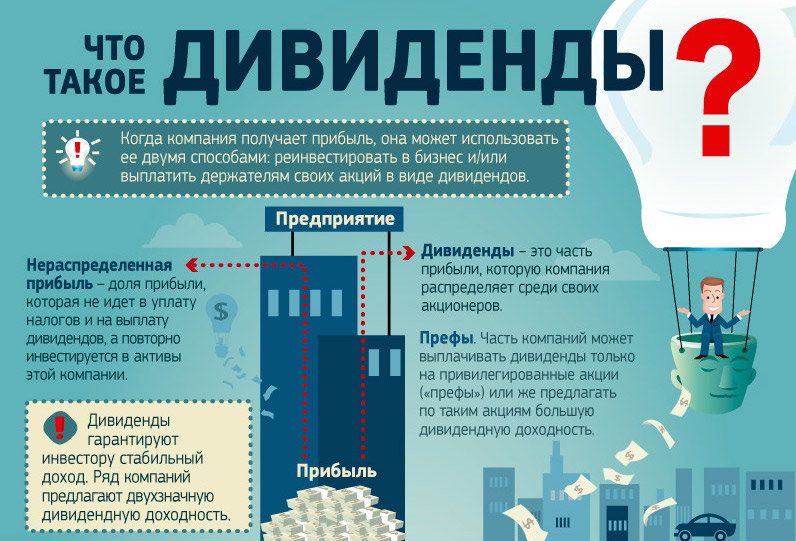 ЧТО
ТАКОЕ
ДИВИДЕНДЫ?
Когда компания получает прибыль, она может использовать
ее двумя способами: реинвестировать в бизнес и/или
выплатить держателям своих акций в виде дивидендов.
Предприятие
Нераспределенная
прибыль – доля прибыли,
которая не идет в уплату
налогов и на выплату
дивидендов, а повторно
инвестируется в активы
этой компании.
Дивиденды – это часть
прибыли, которую компания
распределяет среди своих
акционеров.
Префы. Часть компаний может
выплачивать дивиденды только
на привилегированные акции
(«префы») или же предлагать
по таким акциям большую
дивидендную доходность.
!
Дивиденды
гарантируют
инвестору стабильный
доход. Ряд компаний
предлагают двухзначную
дивидендную доходность.
Прибыль